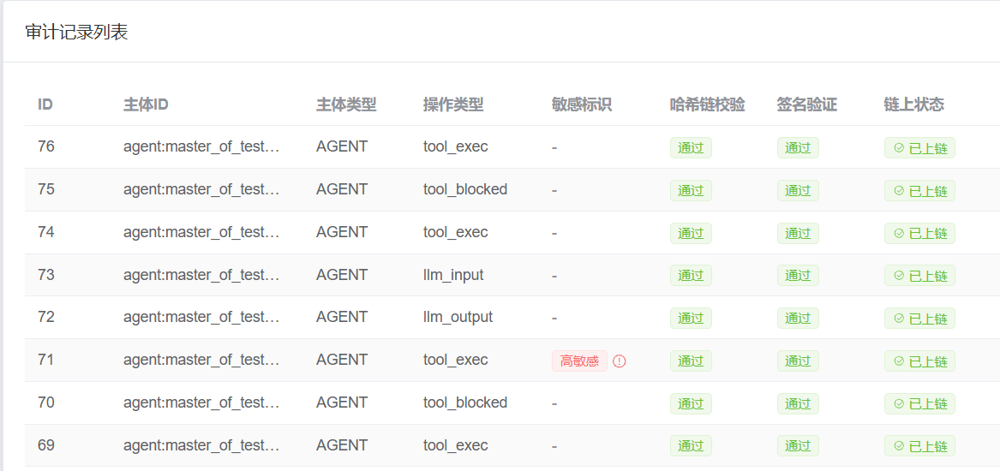 审计记录列表
ID 主体ID 主体类型 操作类型 敏感标识 哈希链校验 签名验证 链上状态
76 agent:master_of_test… AGENT tool_exec - 通过 通过 已上链
75 agent:master_of_test… AGENT tool_blocked - 通过 通过 已上链
74 agent:master_of_test… AGENT tool_exec - 通过 通过 已上链
73 agent:master_of_test… AGENT llm_input - 通过 通过 已上链
72 agent:master_of_test… AGENT llm_output - 通过 通过 已上链
71 agent:master_of_test… AGENT tool_exec 高敏感 通过 通过 已上链
70 agent:master_of_test… AGENT tool_blocked - 通过 通过 已上链
69 agent:master_of_test… AGENT tool_exec - 通过 通过 已上链